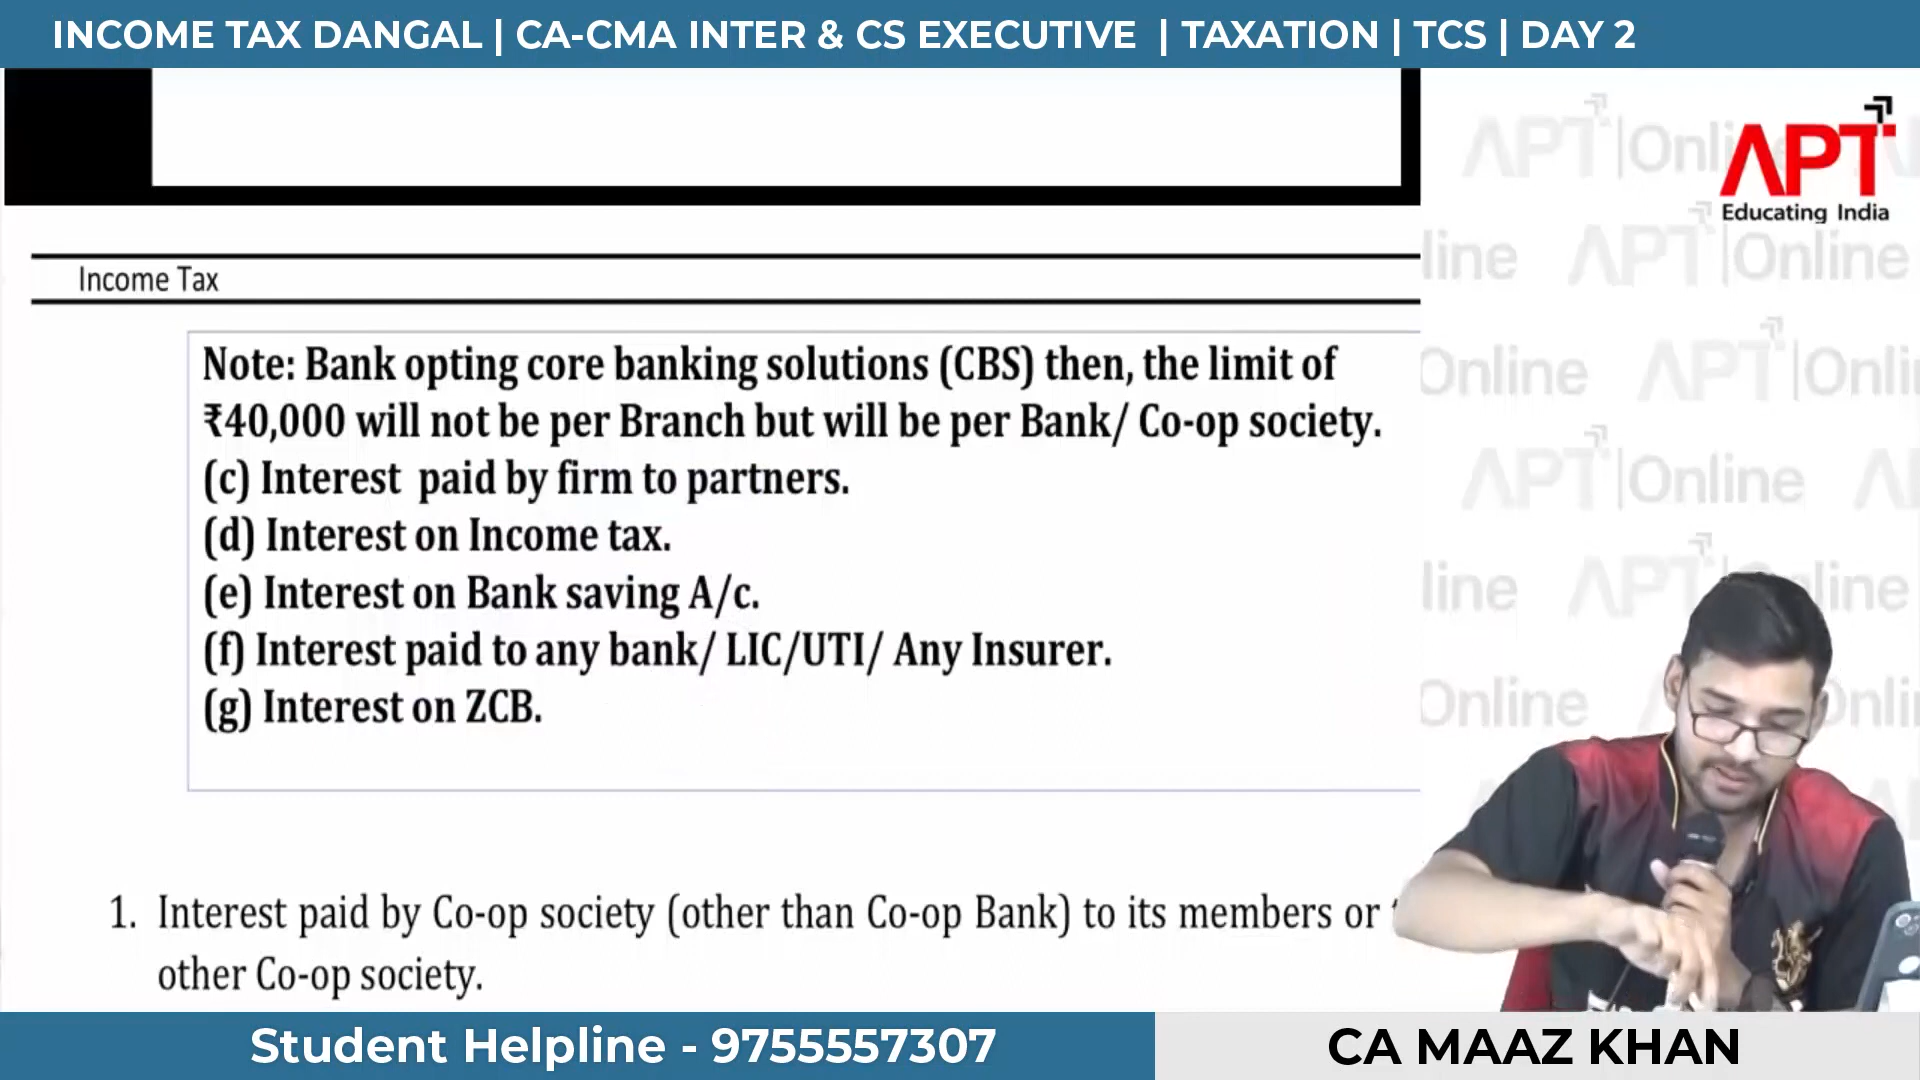 INCOME TAX DANGAL | CA-CMA INTER & CS EXECUTIVE | TAXATION | TCS | DAY 2
APT
Educating India
Income Tax
Note: Bank opting core banking solutions (CBS) then, the limit of
₹40,000 will not be per Branch but will be per Bank/ Co-op society.
(c) Interest paid by firm to partners.
(d) Interest on Income tax.
(e) Interest on Bank saving A/c.
(f) Interest paid to any bank/ LIC/UTI/ Any Insurer.
(g) Interest on ZCB.
1. Interest paid by Co-op society (other than Co-op Bank) to its members or
other Co-op society.
APT|Online
APT|Online
APT|Online
Student Helpline - 9755557307
CA MAAZ KHAN